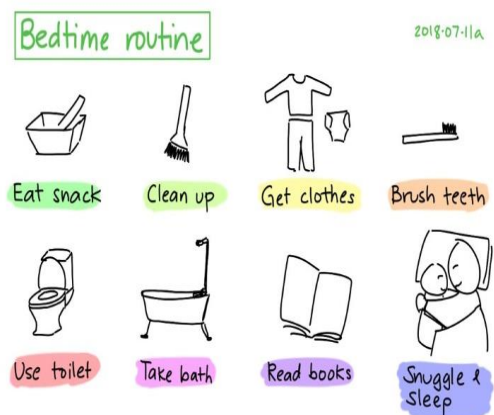 Bedtime routine
2018-07-11a
Eat snack
Clean up
Get clothes
Brush teeth
Use toilet
Take bath
Read books
Snuggle &
sleep